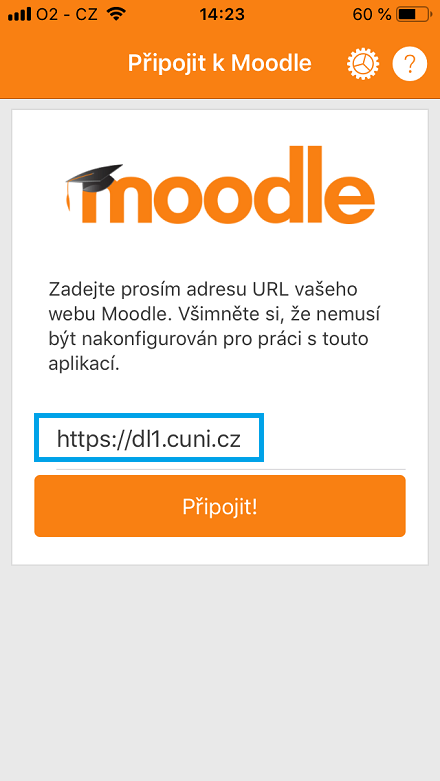 O2 - CZ 14:23 60 %
Připojit k Moodle ?
moodle
Zadejte prosím adresu URL vašeho
webu Moodle. Všimněte si, že nemusí
být nakonfigurován pro práci s touto
aplikací.
https://dl1.cuni.cz
Připojit!